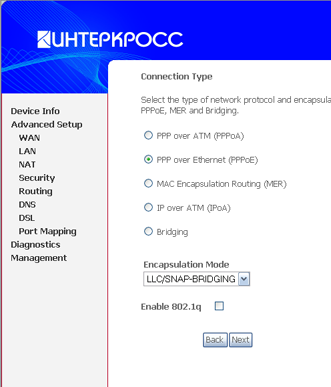 ИНТЕРКРОСС
Connection Type
Select the type of network protocol and encapsula
PPPoE, MER and Bridging.
Device Info
Advanced Setup
WAN
LAN
NAT
Security
Routing
DNS
DSL
Port Mapping
Diagnostics
Management
PPP over ATM (PPPoA)
PPP over Ethernet (PPPoE)
MAC Encapsulation Routing (MER)
IP over ATM (IPoA)
Bridging
Encapsulation Mode
LLC/SNAP-BRIDGING
Enable 802.1q
Back Next